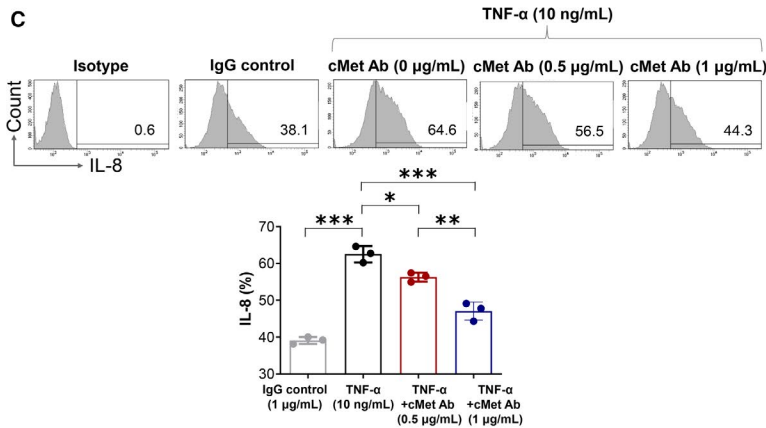 C
TNF-α (10 ng/mL)
Isotype
IgG control
cMet Ab (0 µg/mL)
cMet Ab (0.5 µg/mL)
cMet Ab (1 µg/mL)
Count
IL-8
0.6
38.1
64.6
56.5
44.3
***
*
***
**
70
60
50
40
30
IL-8 (%)
IgG control
(1 µg/mL)
TNF-α
(10 ng/mL)
TNF-α
+cMet Ab
(0.5 µg/mL)
TNF-α
+cMet Ab
(1 µg/mL)